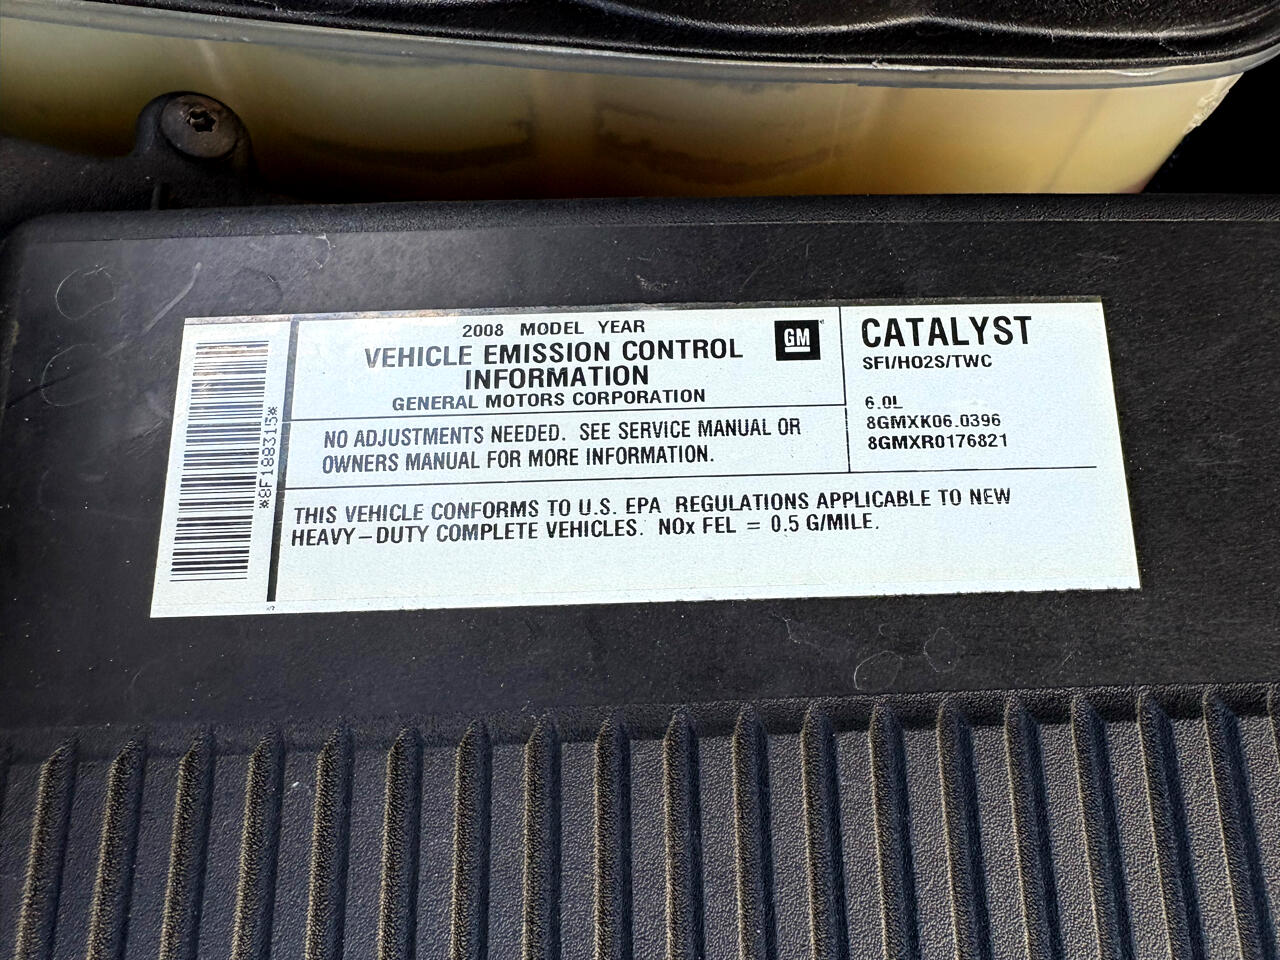 *8F188315*
2008 MODEL YEAR
VEHICLE EMISSION CONTROL
INFORMATION
GENERAL MOTORS CORPORATION
GM
NO ADJUSTMENTS NEEDED. SEE SERVICE MANUAL OR
OWNERS MANUAL FOR MORE INFORMATION.
CATALYST
SFI/HO2S/TWC
6.0L
8GMXK06.0396
8GMXR0176821
THIS VEHICLE CONFORMS TO U.S. EPA REGULATIONS APPLICABLE TO NEW
HEAVY-DUTY COMPLETE VEHICLES. NOx FEL = 0.5 G/MILE.